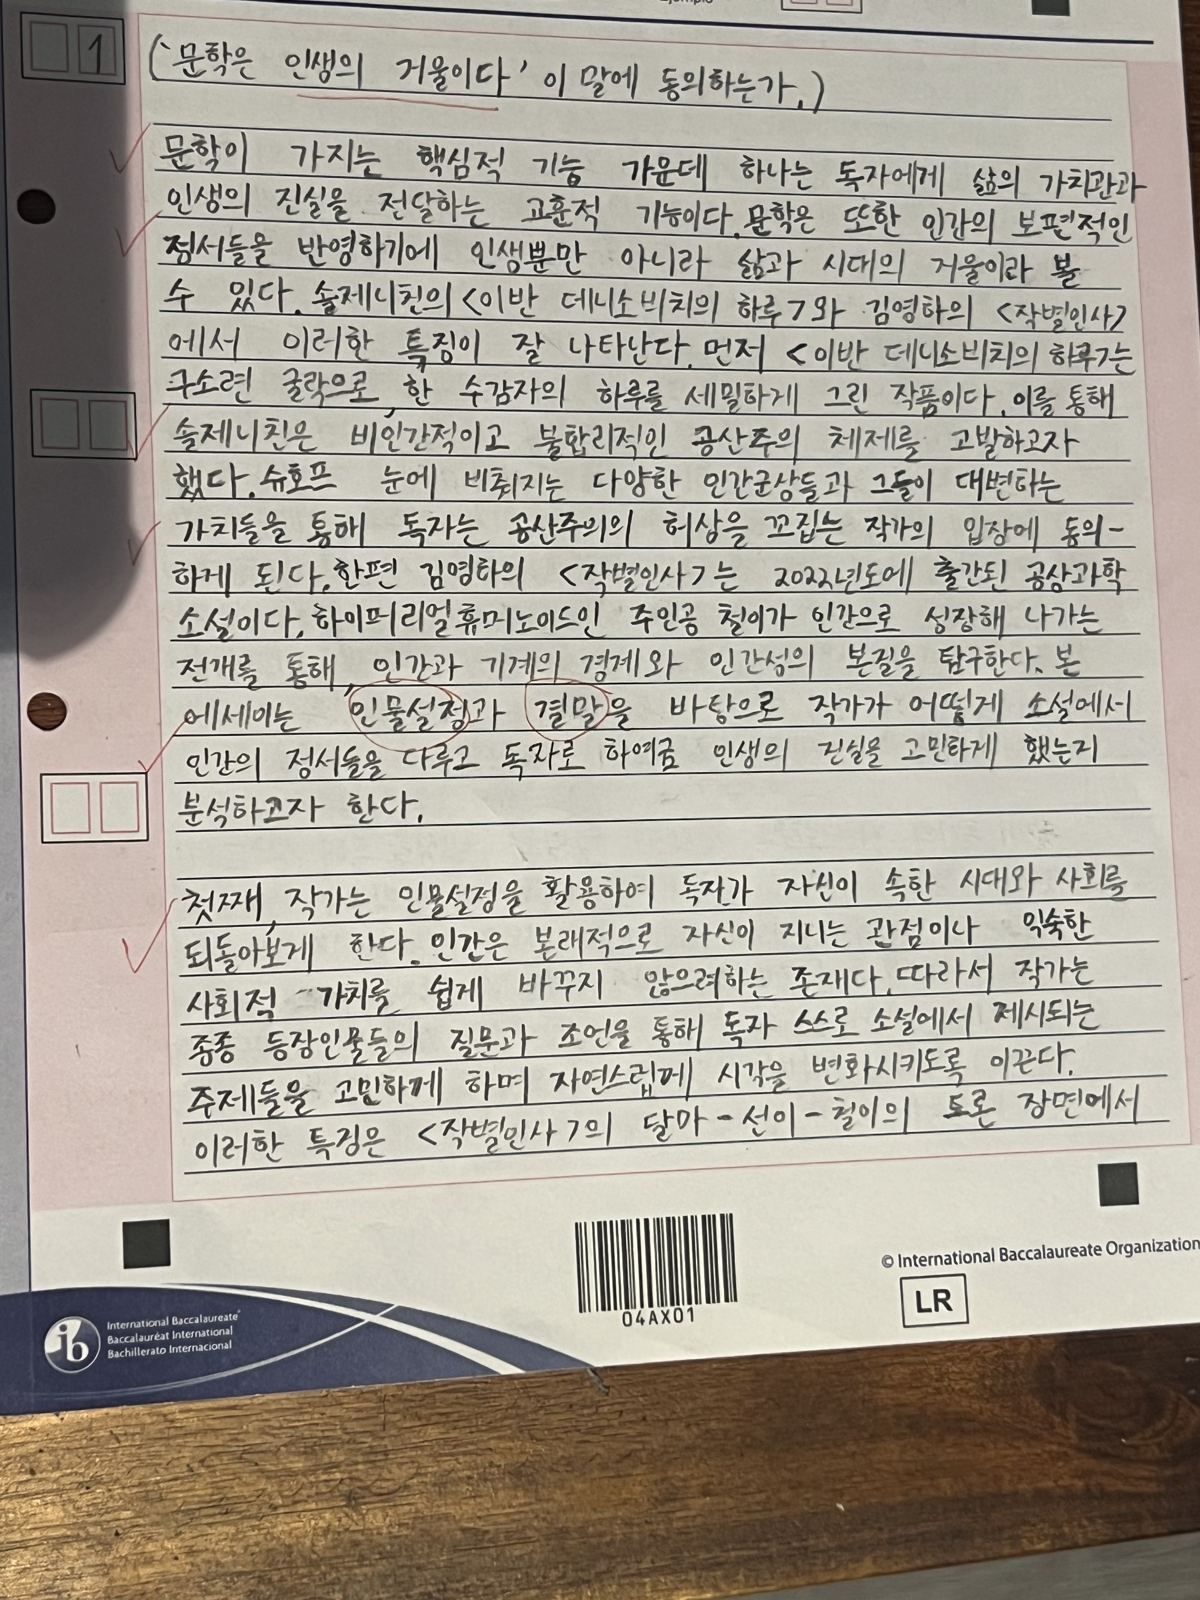 1
('문학은 인생의 거울이다' 이 말에 동의하는가.)
문학이 가지는 핵심적 기능 가운데 하나는 독자에게 삶의 가치관과
인생의 진실을 전달하는 교훈적 기능이다. 문학은 또한 인간의 보편적인
정서들을 반영하기에 인생뿐만 아니라 삶과 시대의 거울이라 볼
수 있다. 솔제니친의 <이반 데니소비치의 하루>와 김영하의 <작별인사>
에서 이러한 특징이 잘 나타난다. 먼저 <이반 데니소비치의 하루>는
구소련 굴락으로, 한 수감자의 하루를 세밀하게 그린 작품이다. 이를 통해
솔제니친은 비인간적이고 불합리적인 공산주의 체제를 고발하고자
했다. 슈호프 눈에 비춰지는 다양한 인간군상들과 그들이 대변하는
가치들을 통해 독자는 공산주의의 허상을 꼬집는 작가의 입장에 동의-
하게 된다. 한편 김영하의 <작별인사>는 2022년도에 출간된 공상과학
소설이다. 하이퍼리얼휴머노이드인 주인공 철이가 인간으로 성장해 나가는
전개를 통해, 인간과 기계의 경계와 인간성의 본질을 탐구한다. 본
에세이는 인물설정과 결말을 바탕으로 작가가 어떻게 소설에서
인간의 정서들을 다루고 독자로 하여금 인생의 진실을 고민하게 했는지
분석하고자 한다.
첫째, 작가는 인물설정을 활용하여 독자가 자신이 속한 시대와 사회를
되돌아보게 한다. 인간은 본래적으로 자신이 지니는 관점이나 익숙한
사회적 가치를 쉽게 바꾸지 않으려하는 존재다. 따라서 작가는
종종 등장인물들의 질문과 조언을 통해 독자 스스로 소설에서 제시되는
주제들을 고민하게 하며 자연스럽게 시각을 변화시키도록 이끈다.
이러한 특징은 <작별인사>의 달마-선이-철이의 토론 장면에서
© International Baccalaureate Organization
LR
04AX01
ib
International Baccalaureate®
Baccalauréat International
Bachillerato Internacional